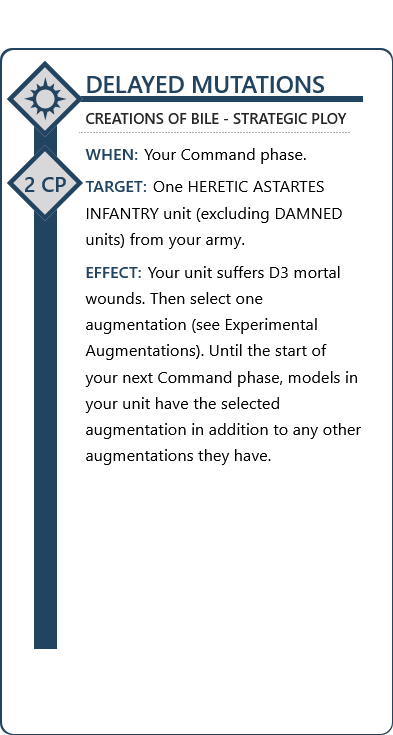 DELAYED MUTATIONS
CREATIONS OF BILE - STRATEGIC PLOY
WHEN: Your Command phase.
2 CP
TARGET: One HERETIC ASTARTES
INFANTRY unit (excluding DAMNED
units) from your army.
EFFECT: Your unit suffers D3 mortal
wounds. Then select one
augmentation (see Experimental
Augmentations). Until the start of
your next Command phase, models in
your unit have the selected
augmentation in addition to any other
augmentations they have.